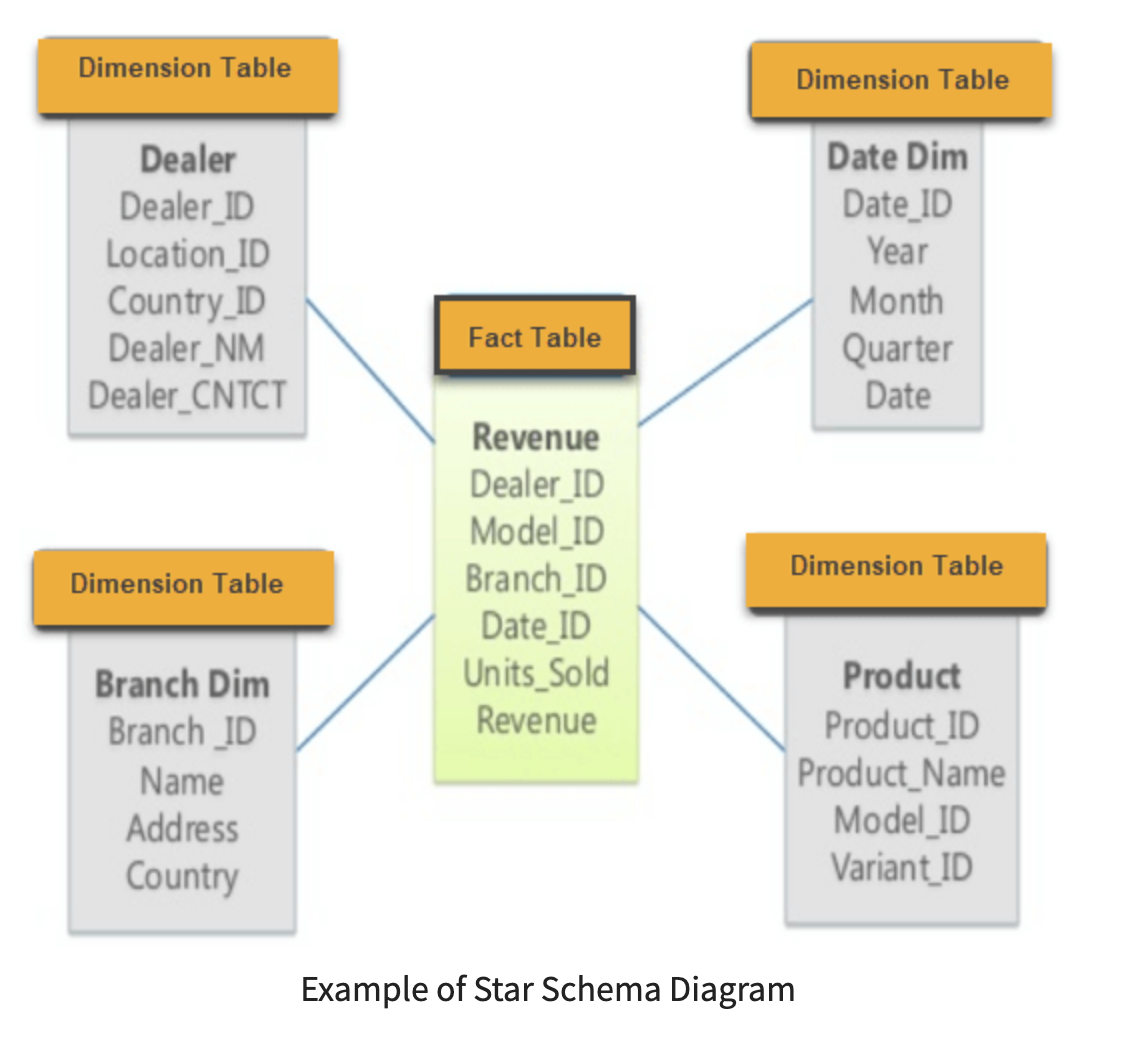 Dimension Table
Dealer
Dealer_ID
Location_ID
Country_ID
Dealer_NM
Dealer_CNTCT
Dimension Table
Date Dim
Date_ID
Year
Month
Quarter
Date
Fact Table
Revenue
Dealer_ID
Model_ID
Branch_ID
Date_ID
Units_Sold
Revenue
Dimension Table
Branch Dim
Branch _ID
Name
Address
Country
Dimension Table
Product
Product_ID
Product_Name
Model_ID
Variant_ID
Example of Star Schema Diagram